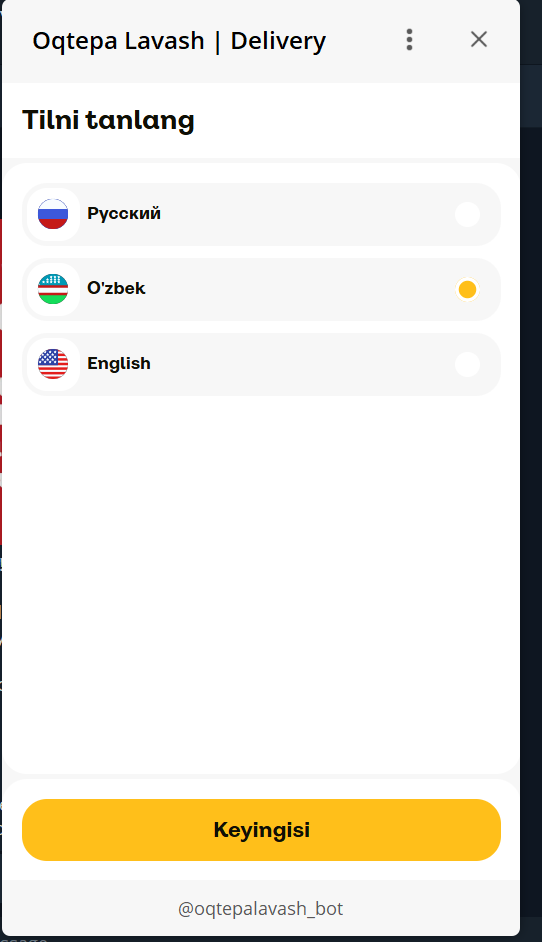 Oqtepa Lavash | Delivery
Tilni tanlang
Русский
O'zbek
English
Keyingisi
@oqtepalavash_bot